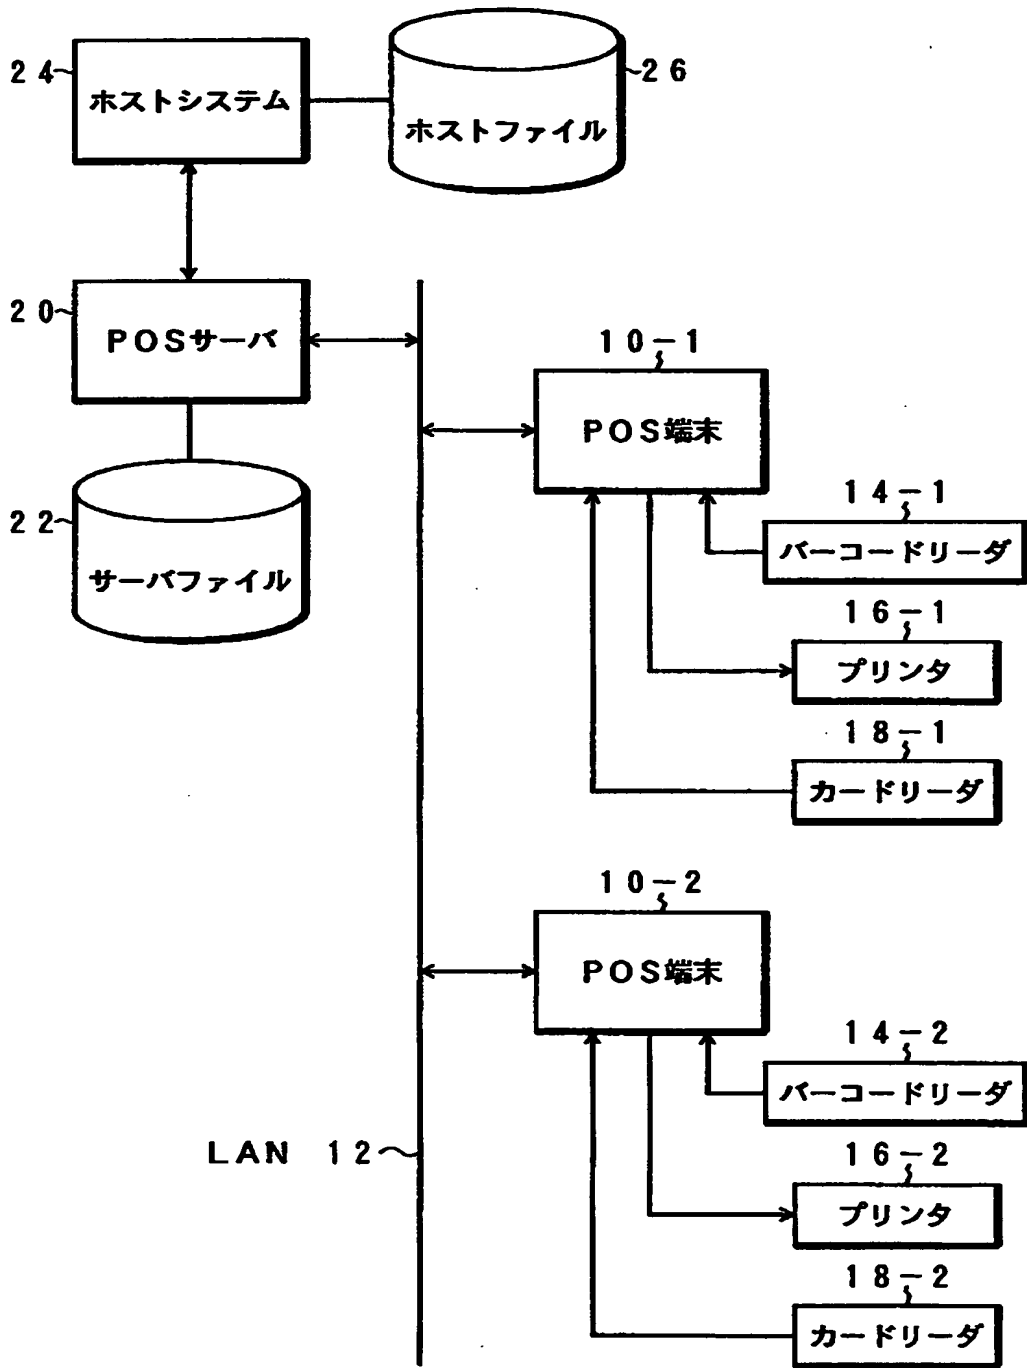 24
ホストシステム
26
ホストファイル
20
POSサーバ
22
サーバファイル
10-1
POS端末
14-1
バーコードリーダ
16-1
プリンタ
18-1
カードリーダ
10-2
POS端末
14-2
バーコードリーダ
LAN 12
16-2
プリンタ
18-2
カードリーダ